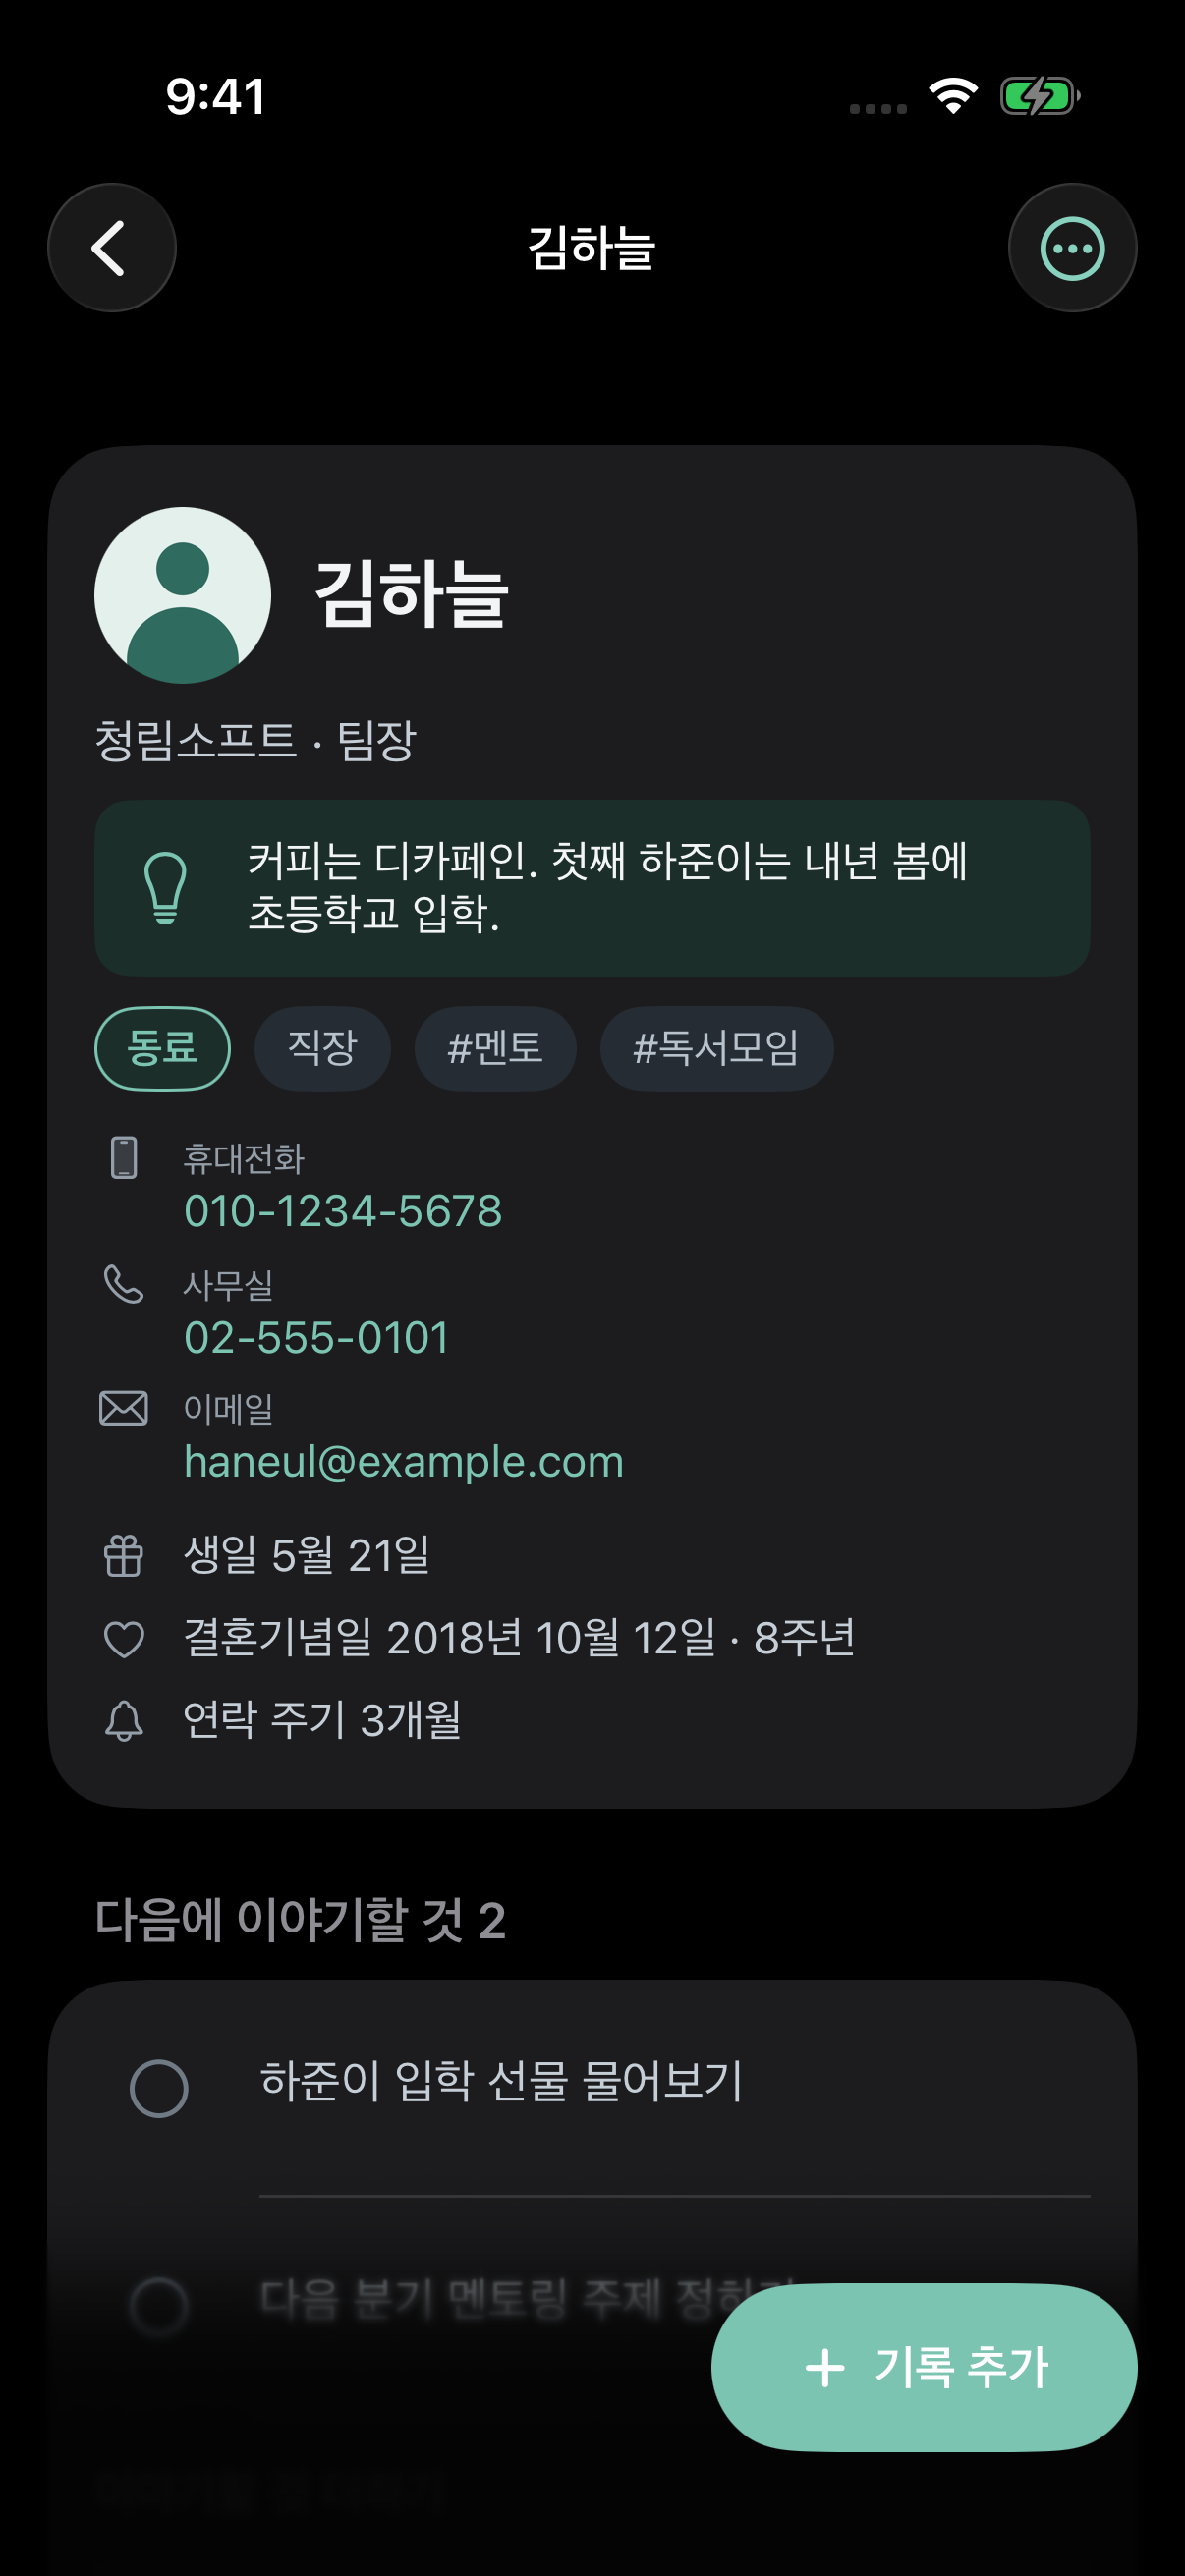 9:41
김하늘
김하늘
청림소프트 · 팀장
커피는 디카페인. 첫째 하준이는 내년 봄에
초등학교 입학.
동료 직장 #멘토 #독서모임
휴대전화
010-1234-5678
사무실
02-555-0101
이메일
haneul@example.com
생일 5월 21일
결혼기념일 2018년 10월 12일 · 8주년
연락 주기 3개월
다음에 이야기할 것 2
하준이 입학 선물 물어보기
다음 분기 멘토링 주제
+ 기록 추가